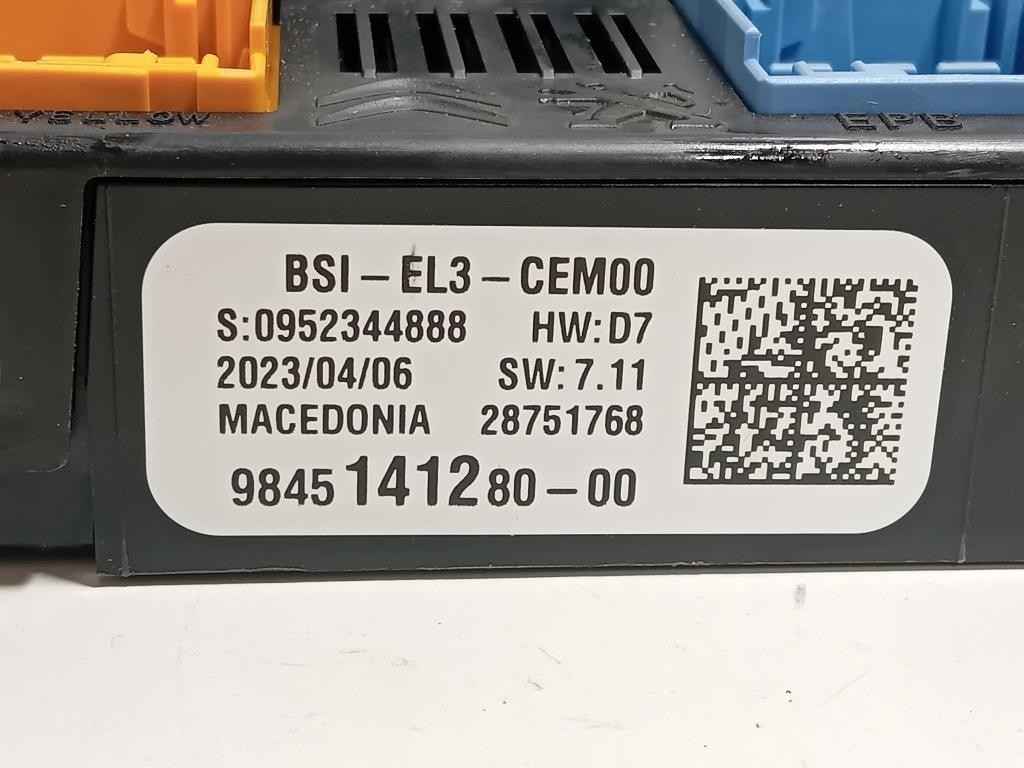 YELLOW EPB
BSI-EL3-CEM00
S:0952344888 HW:D7
2023/04/06 SW:7.11
MACEDONIA 28751768
9845141280-00